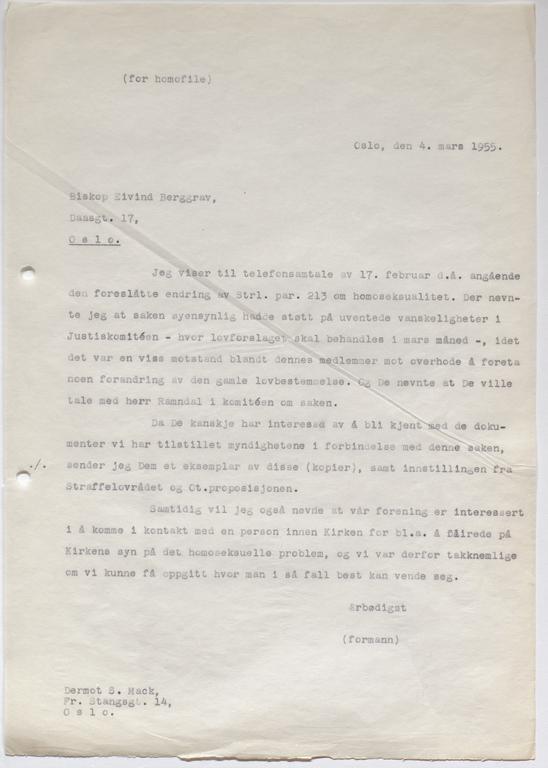 (for homofile)
Oslo, den 4. mars 1955.
Biskop Eivind Berggrav,
Daasgt. 17,
O s l o.
Jeg viser til telefonsamtale av 17. februar d.å. angående
den foreslåtte endring av Strl. par. 213 om homoseksualitet. Der nevn-
te jeg at saken øyensynlig hadde støtt på uventede vanskeligheter i
Justiskomitéen - hvor lovforslaget skal behandles i mars måned -, idet
det var en viss motstand blandt dennes medlemmer mot overhode å foreta
noen forandring av den gamle lovbestemmelse. Og De nevnte at De ville
tale med herr Ramndal i komitéen om saken.
Da De kanskje har interesse av å bli kjent med de doku-
menter vi har tilstillet myndighetene i forbindelse med denne saken,
./. sender jeg Dem et eksemplar av disse (kopier), samt innstillingen fra
Straffelovrådet og Ot.proposisjonen.
Samtidig vil jeg også nevne at vår forening er interessert
i å komme i kontakt med en person innen Kirken for bl.a. å få rede på
Kirkens syn på det homoseksuelle problem, og vi var derfor takknemlige
om vi kunne få oppgitt hvor man i så fall best kan vende seg.
ærbødigst
(formann)
Dermot S. Mack,
Fr. Stangsgt. 14,
O s l o.